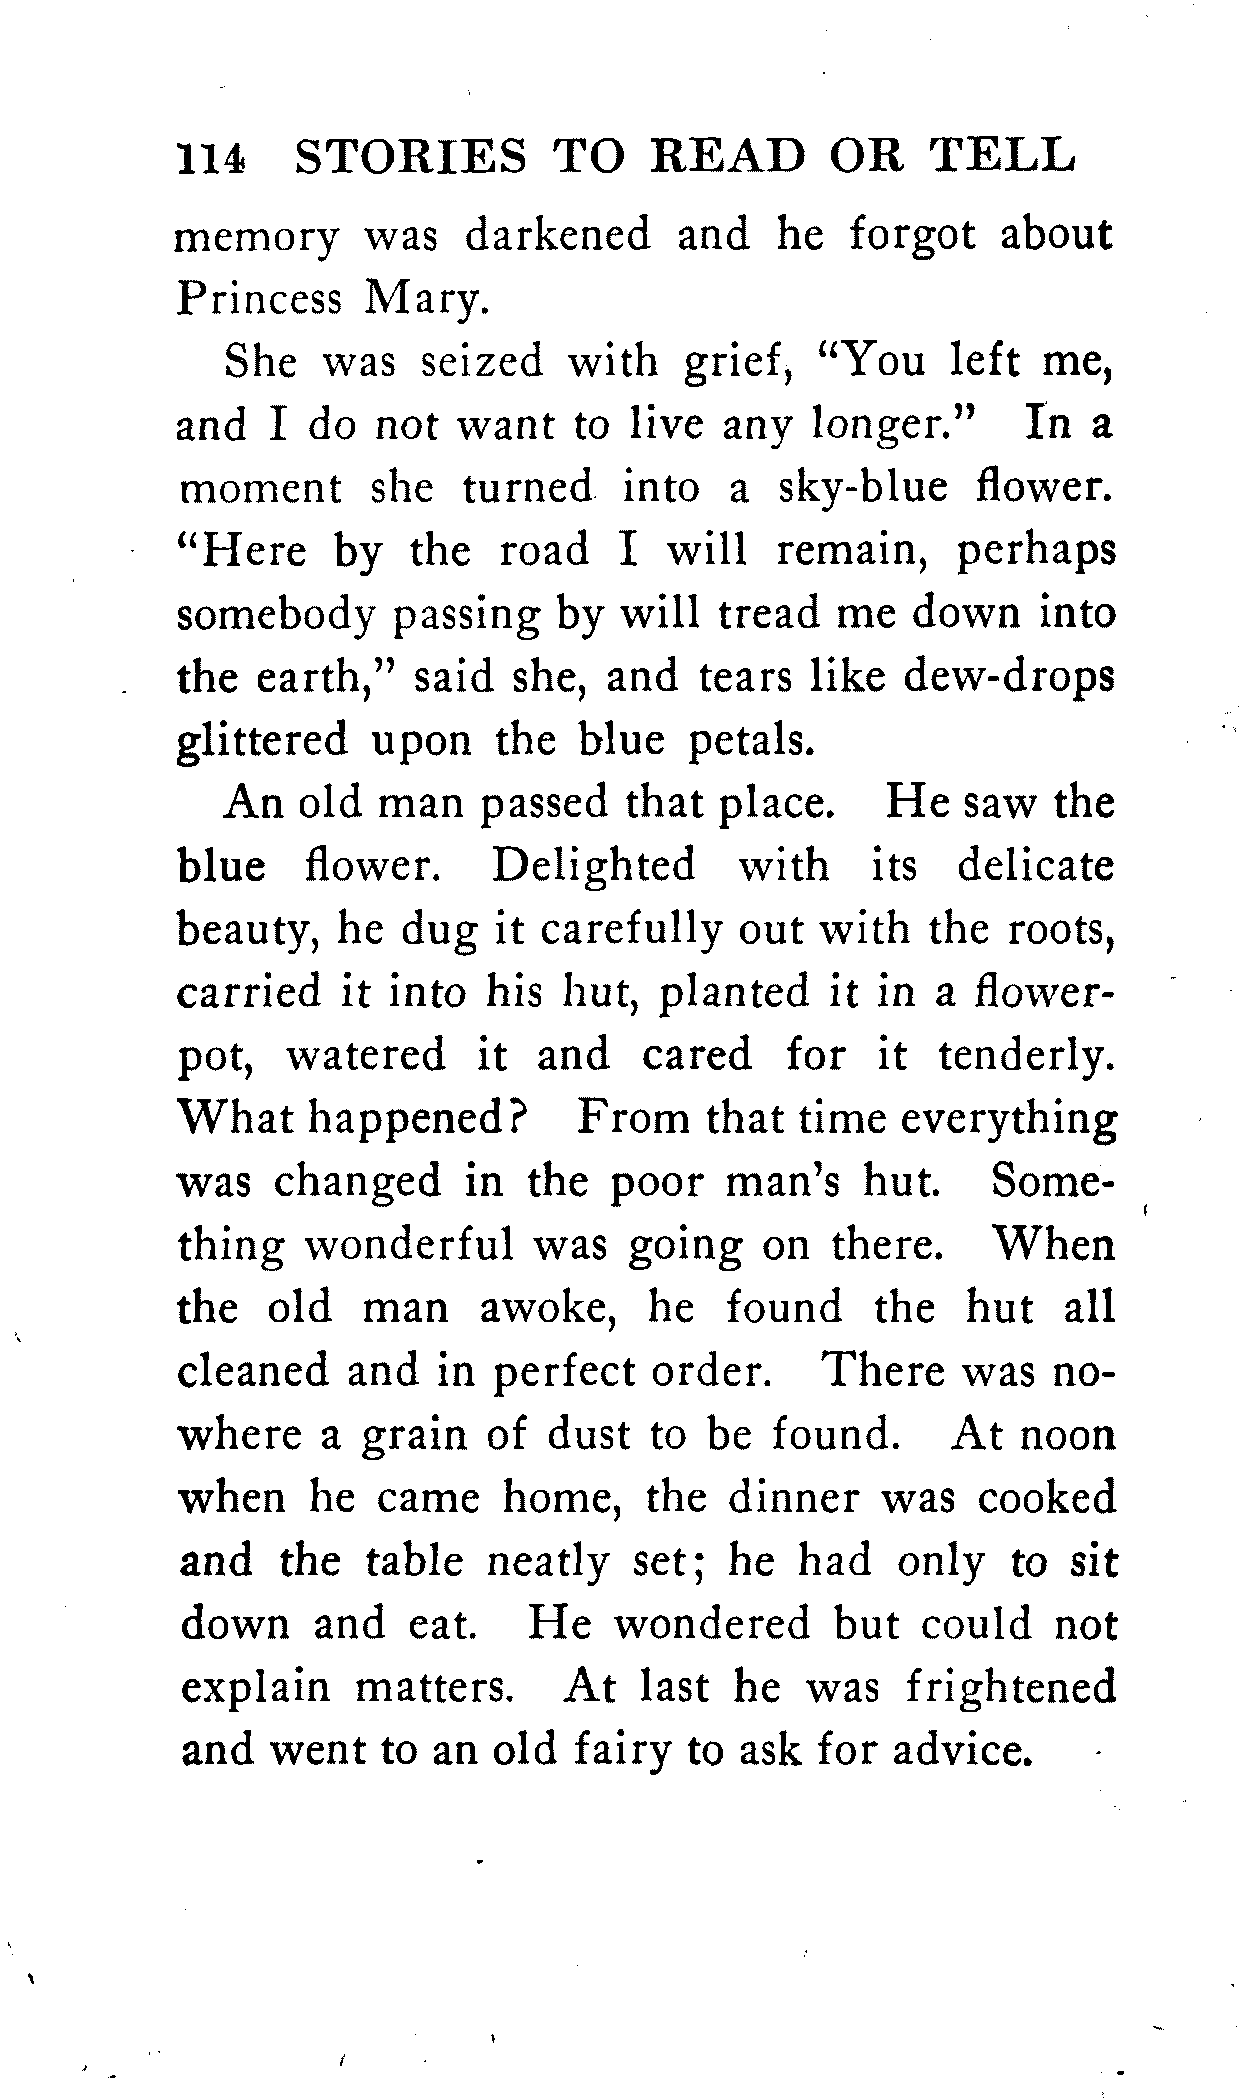 114 STORIES TO READ OR TELL
memory was darkened and he forgot about
Princess Mary.
She was seized with grief, “You left me,
and I do not want to live any longer.” In a
moment she turned into a sky-blue flower.
“Here by the road I will remain, perhaps
somebody passing by will tread me down into
the earth,” said she, and tears like dew-drops
glittered upon the blue petals.
An old man passed that place. He saw the
blue flower. Delighted with its delicate
beauty, he dug it carefully out with the roots,
carried it into his hut, planted it in a flower-
pot, watered it and cared for it tenderly.
What happened? From that time everything
was changed in the poor man's hut. Some-
thing wonderful was going on there. When
the old man awoke, he found the hut all
cleaned and in perfect order. There was no-
where a grain of dust to be found. At noon
when he came home, the dinner was cooked
and the table neatly set; he had only to sit
down and eat. He wondered but could not
explain matters. At last he was frightened
and went to an old fairy to ask for advice.